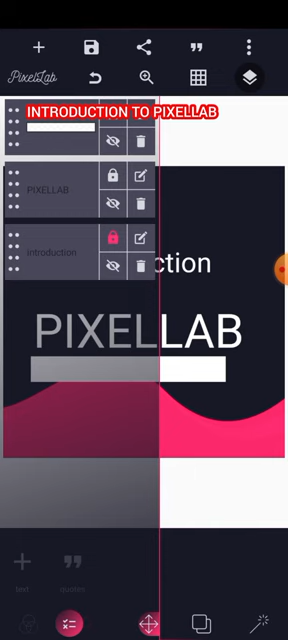 PixelLab
INTRODUCTION TO PIXELLAB
PIXELLAB
introduction
ction
PIXELLAB
text
quotes